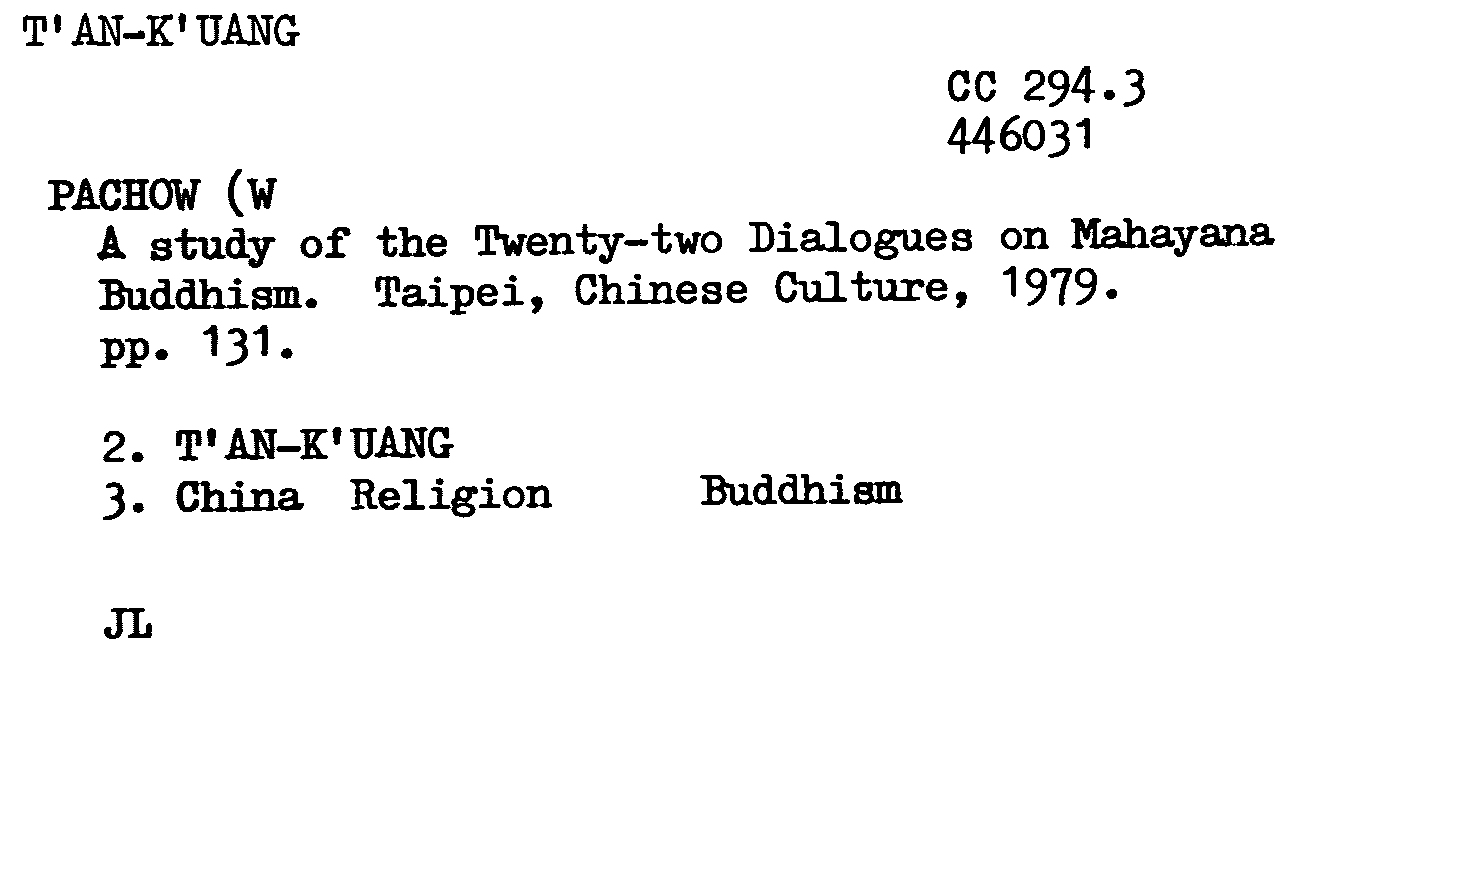 T'AN-K'UANG
CC 294.3
446031
PACHOW (W
A study of the Twenty-two Dialogues on Mahayana
Buddhism. Taipei, Chinese Culture, 1979.
pp. 131.
2. T'AN-K'UANG
3. China Religion Buddhism
JL